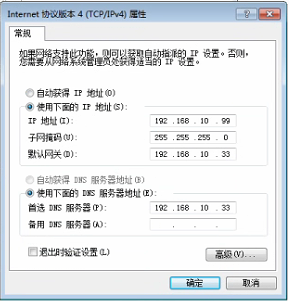 Internet 协议版本 4 (TCP/IPv4) 属性
常规
如果网络支持此功能，则可以获取自动指派的 IP 设置。否则，
您需要从网络系统管理员处获得适当的 IP 设置。
自动获得 IP 地址(O)
使用下面的 IP 地址(S):
IP 地址(I): 192 .168 . 10 . 99
子网掩码(U): 255 .255 .255 . 0
默认网关(D): 192 .168 . 10 . 33
自动获得 DNS 服务器地址(B)
使用下面的 DNS 服务器地址(E):
首选 DNS 服务器(P): 192 .168 . 10 . 33
备用 DNS 服务器(A): . . .
退出时验证设置(L)
高级(V)...
确定 取消